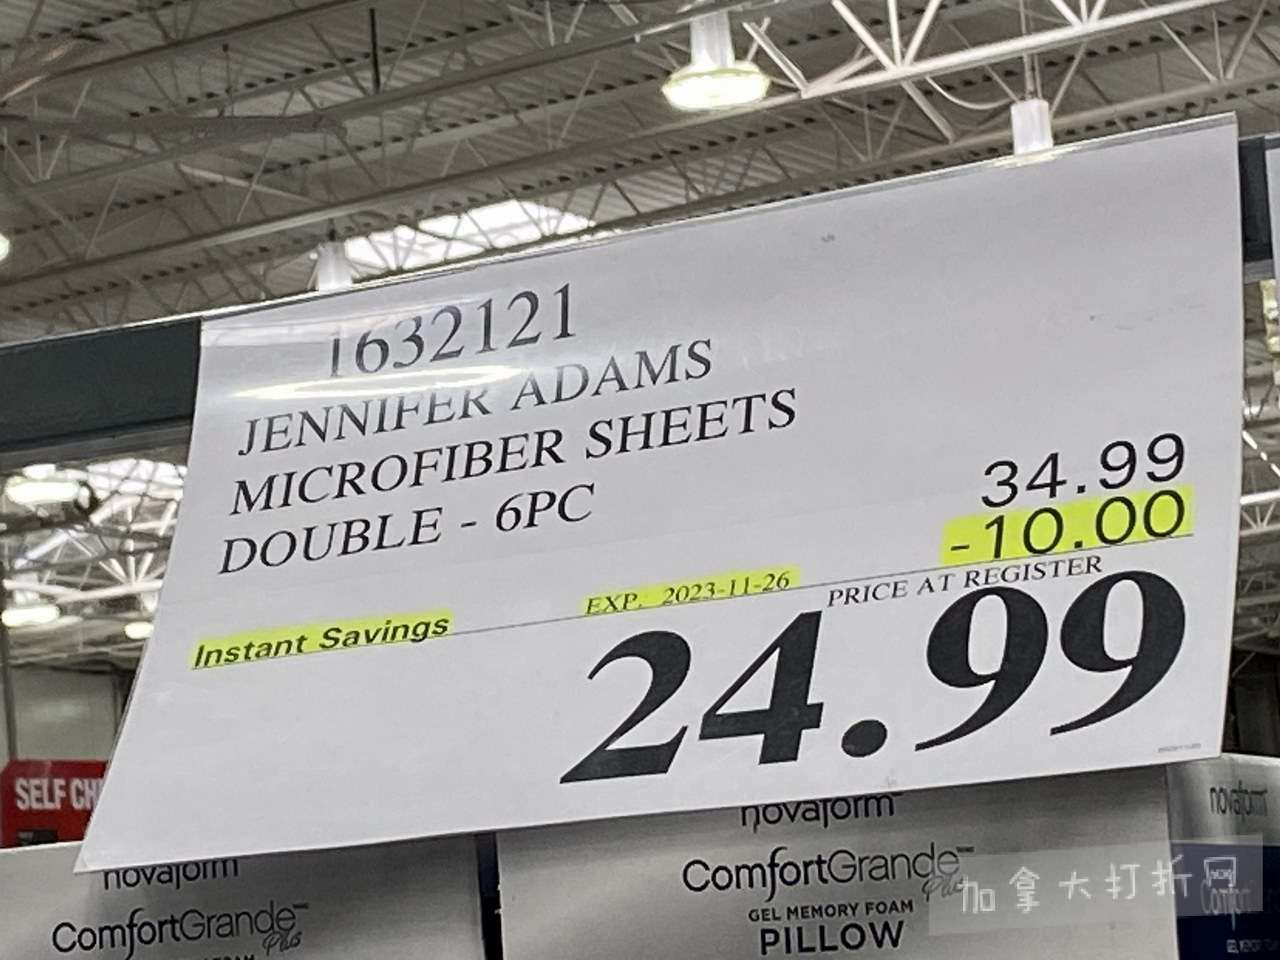 1632121
JENNIFER ADAMS
MICROFIBER SHEETS
DOUBLE - 6PC
34.99
-10.00
Instant Savings
EXP. 2023-11-26
PRICE AT REGISTER
24.99
SELF CH
novaform
ComfortGrande
Plus
novaform
ComfortGrande
Plus
GEL MEMORY FOAM
PILLOW
novaform
加拿大打折网